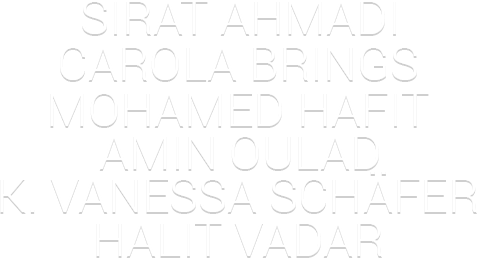 SIRAT AHMADI
CAROLA BRINGS
MOHAMED HAFIT
AMIN OULAD
K. VANESSA SCHÄFER
HALIT VADAR